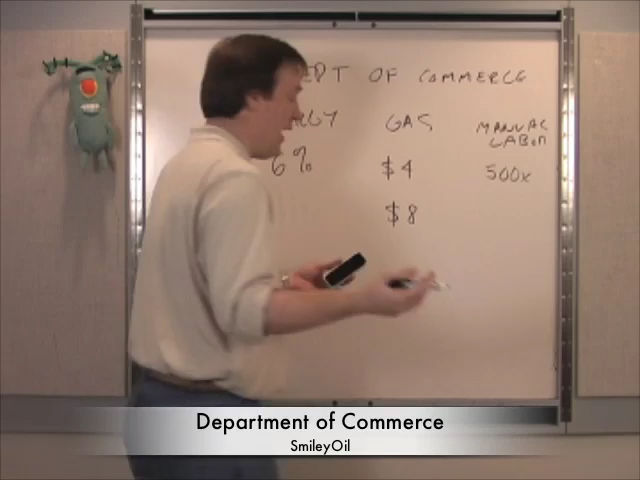 OF COMMERCE
GAS MANUAL
LABOR
6% $4 500x
$8
Department of Commerce
SmileyOil